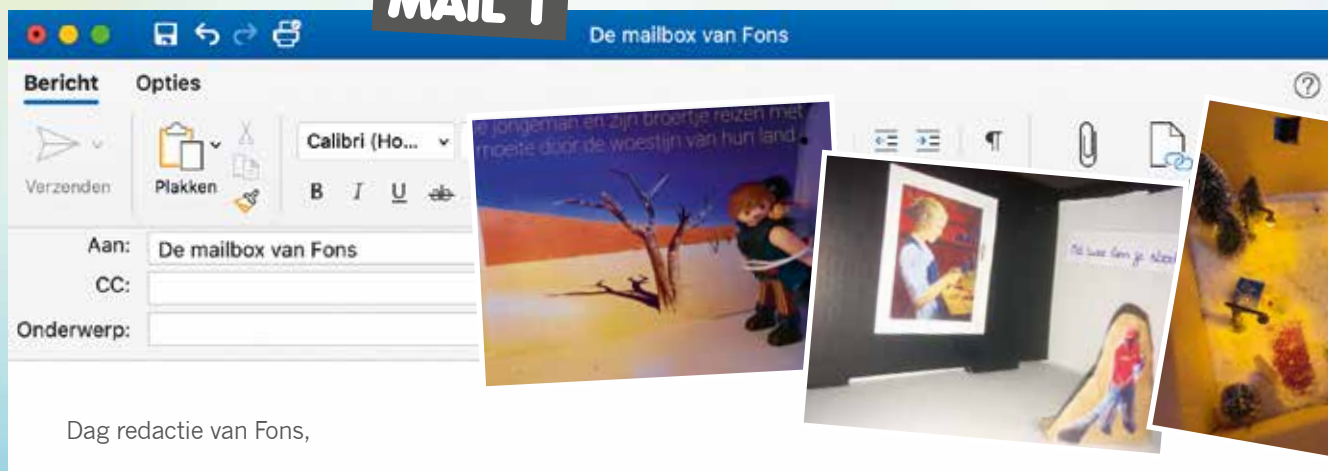 MAIL 1
De mailbox van Fons
Bericht Opties
Verzenden
Plakken
Calibri (Ho...
B I U ab
Aan: De mailbox van Fons
CC:
Onderwerp:
jongeman en zijn broertje reizen met
moeite door de woestijn van hun land.
Dag redactie van Fons,